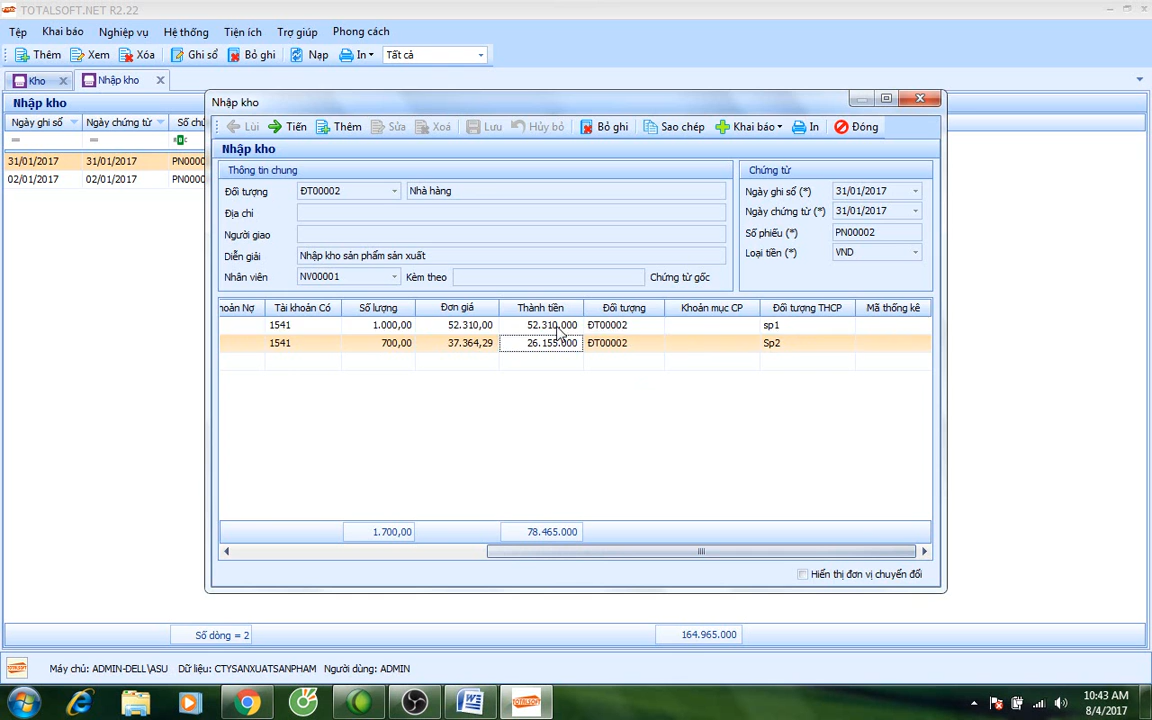 TOTALSOFT.NET R2.22
Tệp Khai báo Nghiệp vụ Hệ thống Tiện ích Trợ giúp Phong cách
Thêm Xem Xóa Ghi sổ Bỏ ghi Nạp In Tất cả
Kho Nhập kho
Nhập kho
Ngày ghi sổ Ngày chứng từ Số chứ
31/01/2017 31/01/2017 PN0000
02/01/2017 02/01/2017 PN0000
Nhập kho
Lùi Tiến Thêm Sửa Xoá Lưu Hủy bỏ Bỏ ghi Sao chép Khai báo In Đóng
Nhập kho
Thông tin chung
Đối tượng ĐT00002 Nhà hàng
Địa chỉ
Người giao
Diễn giải Nhập kho sản phẩm sản xuất
Nhân viên NV00001 Kèm theo Chứng từ gốc
Chứng từ
Ngày ghi sổ (*) 31/01/2017
Ngày chứng từ (*) 31/01/2017
Số phiếu (*) PN00002
Loại tiền (*) VND
hoản Nợ Tài khoản Có Số lượng Đơn giá Thành tiền Đối tượng Khoản mục CP Đối tượng THCP Mã thống kê
1541 1.000,00 52.310,00 52.310.000 ĐT00002 sp1
1541 700,00 37.364,29 26.155.000 ĐT00002 Sp2
1.700,00 78.465.000
Hiển thị đơn vị chuyển đổi
Số dòng = 2 164.965.000
Máy chủ: ADMIN-DELL\ASU Dữ liệu: CTYSANXUATSANPHAM Người dùng: ADMIN
10:43 AM
8/4/2017